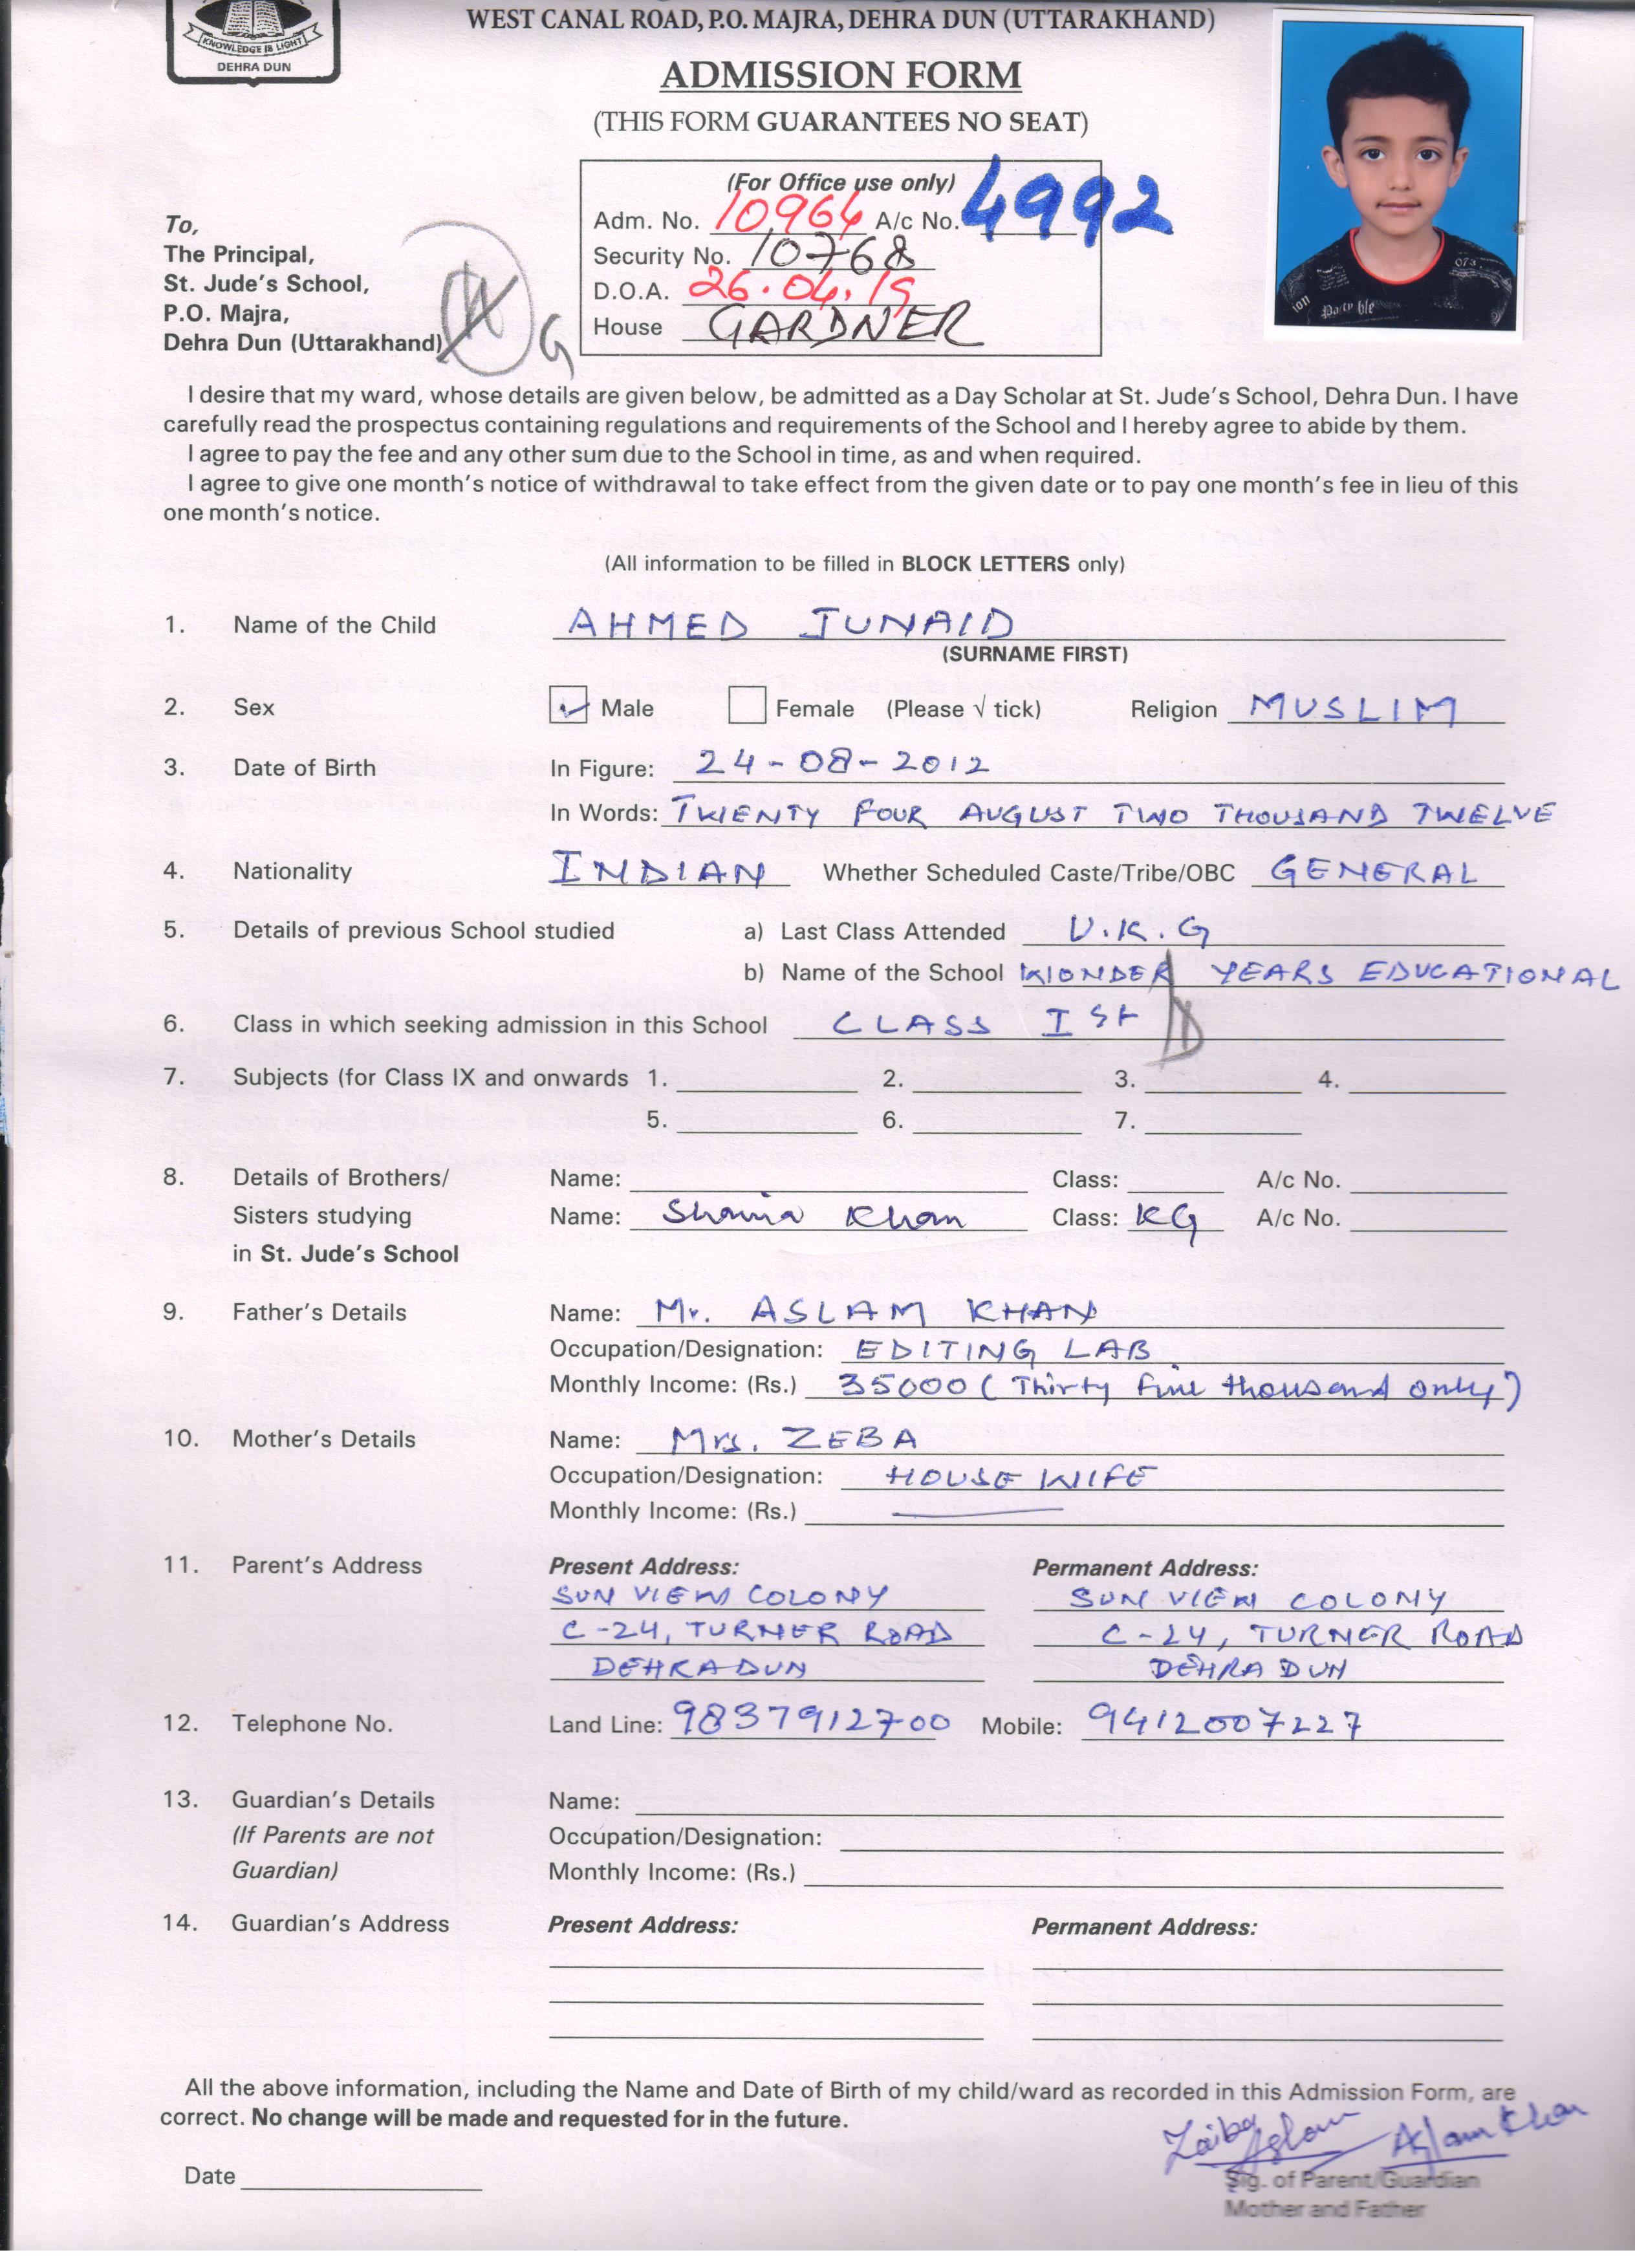 WEST CANAL ROAD, P.O. MAJRA, DEHRA DUN (UTTARAKHAND)
KNOWLEDGE IS LIGHT
DEHRA DUN
ADMISSION FORM
(THIS FORM GUARANTEES NO SEAT)
(For Office use only)
Adm. No. 10964 A/c No. 4992
Security No. 10768
D.O.A. 26.04.19
House GARDNER
To,
The Principal,
St. Jude's School,
P.O. Majra,
Dehra Dun (Uttarakhand)
G
I desire that my ward, whose details are given below, be admitted as a Day Scholar at St. Jude's School, Dehra Dun. I have
carefully read the prospectus containing regulations and requirements of the School and I hereby agree to abide by them.
I agree to pay the fee and any other sum due to the School in time, as and when required.
I agree to give one month's notice of withdrawal to take effect from the given date or to pay one month's fee in lieu of this
one month's notice.
(All information to be filled in BLOCK LETTERS only)
1. Name of the Child AHMED JUNAID
(SURNAME FIRST)
2. Sex Male Female (Please √ tick) Religion MUSLIM
3. Date of Birth In Figure: 24-08-2012
In Words: TWENTY FOUR AUGUST TWO THOUSAND TWELVE
4. Nationality INDIAN Whether Scheduled Caste/Tribe/OBC GENERAL
5. Details of previous School studied a) Last Class Attended U.K.G
b) Name of the School WONDER YEARS EDUCATIONAL
6. Class in which seeking admission in this School CLASS Ist D
7. Subjects (for Class IX and onwards 1. 2. 3. 4.
5. 6. 7.
8. Details of Brothers/ Name: Class: A/c No.
Sisters studying Name: Khan Class: KG A/c No.
in St. Jude's School
9. Father's Details Name: Mr. ASLAM KHAN
Occupation/Designation: EDITING LAB
Monthly Income: (Rs.) 35000 (Thirty five thousand only)
10. Mother's Details Name: Mrs. ZEBA
Occupation/Designation: HOUSE WIFE
Monthly Income: (Rs.)
11. Parent's Address Present Address: Permanent Address:
SUN VIEW COLONY SUN VIEW COLONY
C-24, TURNER ROAD C-24, TURNER ROAD
DEHRADUN DEHRA DUN
12. Telephone No. Land Line: 9837912700 Mobile: 9412007227
13. Guardian's Details Name:
(If Parents are not Occupation/Designation:
Guardian) Monthly Income: (Rs.)
14. Guardian's Address Present Address: Permanent Address:
All the above information, including the Name and Date of Birth of my child/ward as recorded in this Admission Form, are
correct. No change will be made and requested for in the future.
Zaiba Aslam Aslam Khan
Date
Sig. of Parent/Guardian
Mother and Father